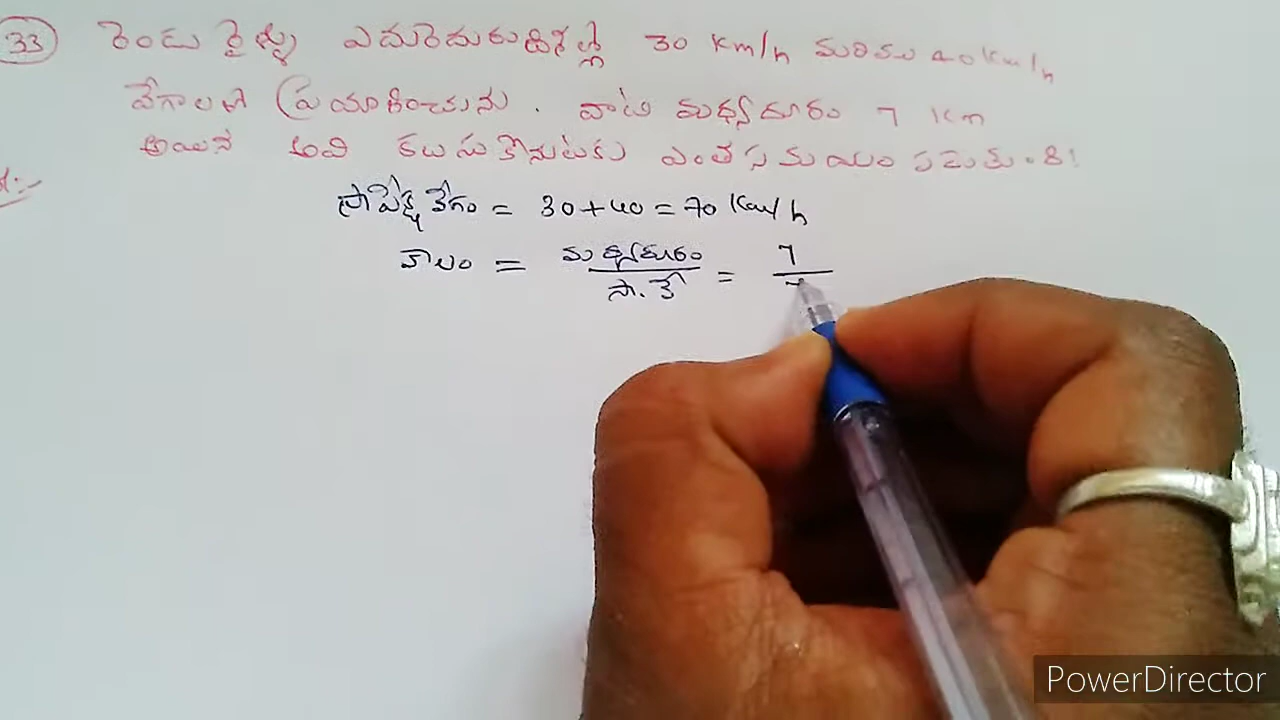 33 రెండు రైళ్ళు ఎదురెదురుదిశల్లో 30 Km/h మరియు 40 Km/h
వేగాలతో ప్రయాణించును. వాటి మధ్యదూరం 7 Km
అయిన అవి కలుసుకొనుటకు ఎంత సమయం పట్టును?
సాపేక్ష వేగం = 30+40 = 70 Km/h
కాలం = మధ్యదూరం / సా.వే = 7 / 7
PowerDirector